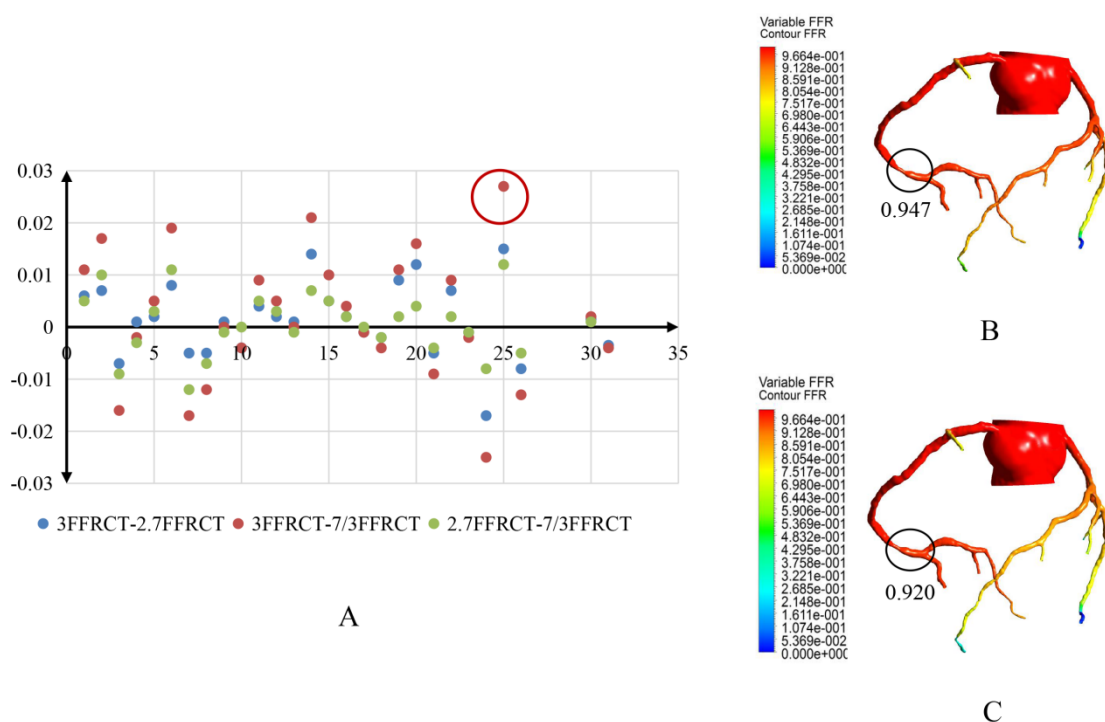 0.03
0.02
0.01
0
-0.01
-0.02
-0.03
0 5 10 15 20 25 30 35
3FFRCT-2.7FFRCT 3FFRCT-7/3FFRCT 2.7FFRCT-7/3FFRCT
A
Variable FFR
Contour FFR
9.664e-001
9.128e-001
8.591e-001
8.054e-001
7.517e-001
6.980e-001
6.443e-001
5.906e-001
5.369e-001
4.832e-001
4.295e-001
3.758e-001
3.221e-001
2.685e-001
2.148e-001
1.611e-001
1.074e-001
5.369e-002
0.000e+000
0.947
B
Variable FFR
Contour FFR
9.664e-001
9.128e-001
8.591e-001
8.054e-001
7.517e-001
6.980e-001
6.443e-001
5.906e-001
5.369e-001
4.832e-001
4.295e-001
3.758e-001
3.221e-001
2.685e-001
2.148e-001
1.611e-001
1.074e-001
5.369e-002
0.000e+000
0.920
C